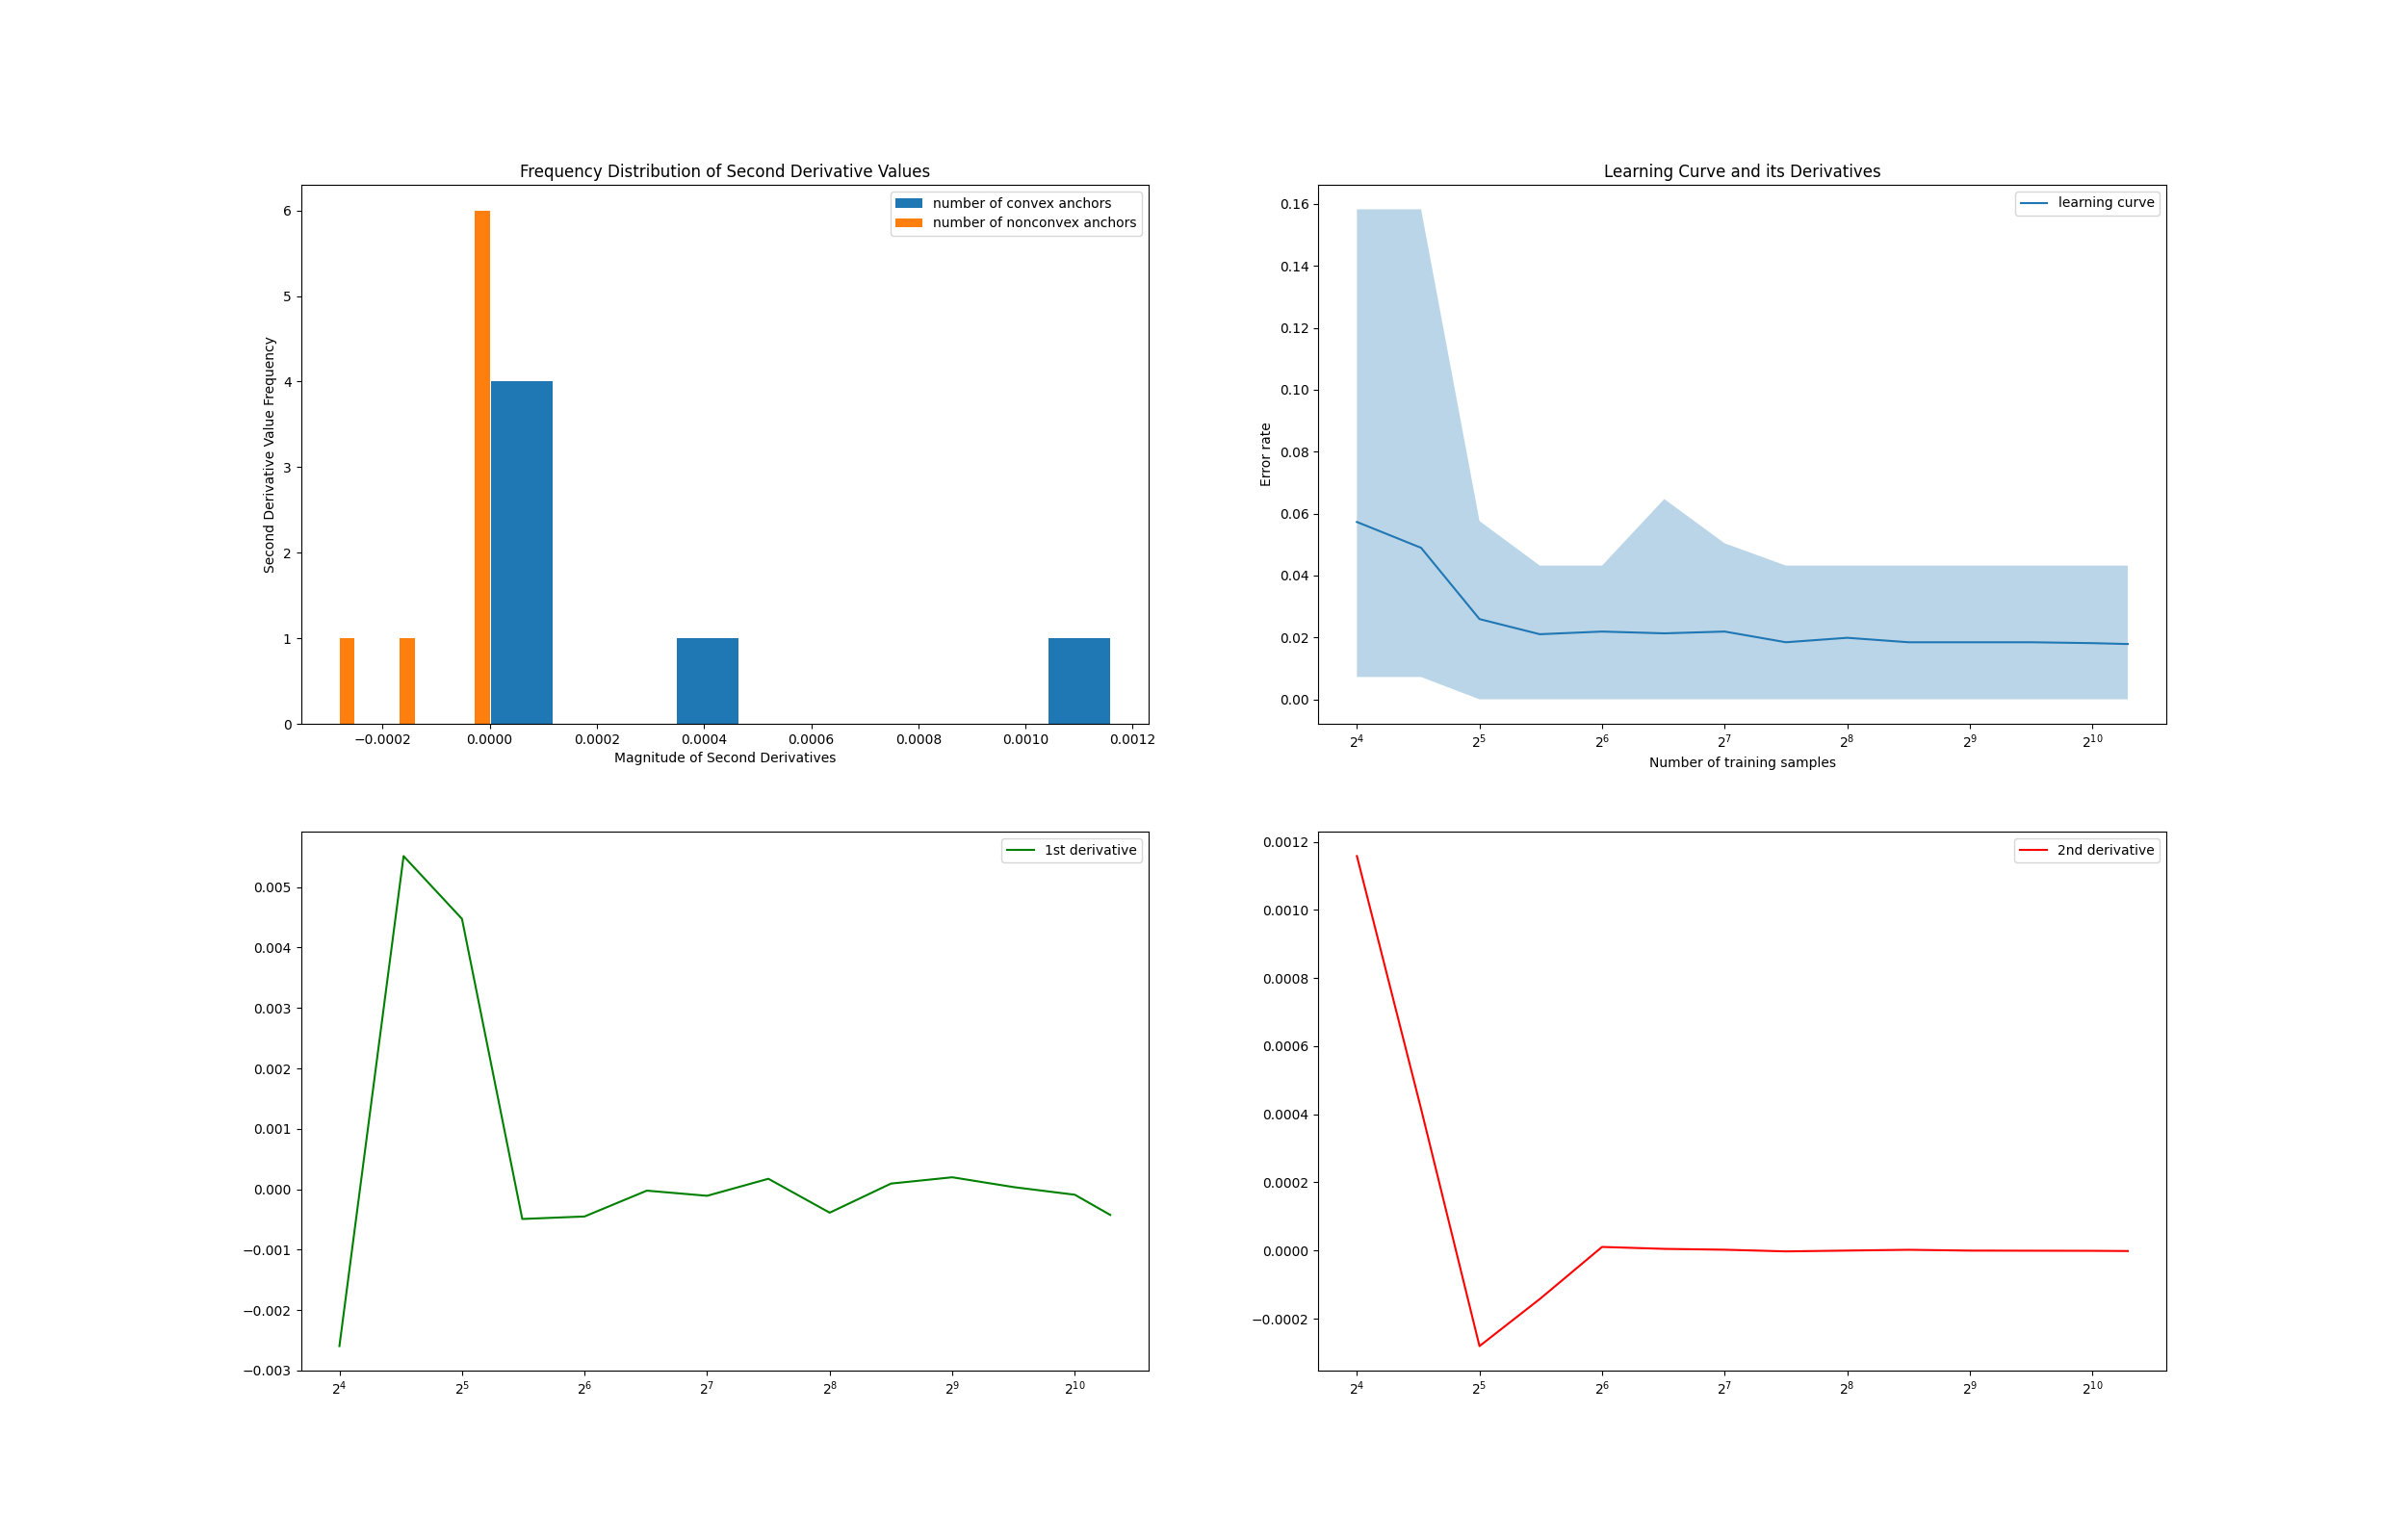 Frequency Distribution of Second Derivative Values
number of convex anchors
number of nonconvex anchors
Second Derivative Value Frequency
6
5
4
3
2
1
0
−0.0002 0.0000 0.0002 0.0004 0.0006 0.0008 0.0010 0.0012
Magnitude of Second Derivatives
Learning Curve and its Derivatives
learning curve
Error rate
0.16
0.14
0.12
0.10
0.08
0.06
0.04
0.02
0.00
2⁴ 2⁵ 2⁶ 2⁷ 2⁸ 2⁹ 2¹⁰
Number of training samples
1st derivative
0.005
0.004
0.003
0.002
0.001
0.000
−0.001
−0.002
−0.003
2⁴ 2⁵ 2⁶ 2⁷ 2⁸ 2⁹ 2¹⁰
2nd derivative
0.0012
0.0010
0.0008
0.0006
0.0004
0.0002
0.0000
−0.0002
2⁴ 2⁵ 2⁶ 2⁷ 2⁸ 2⁹ 2¹⁰